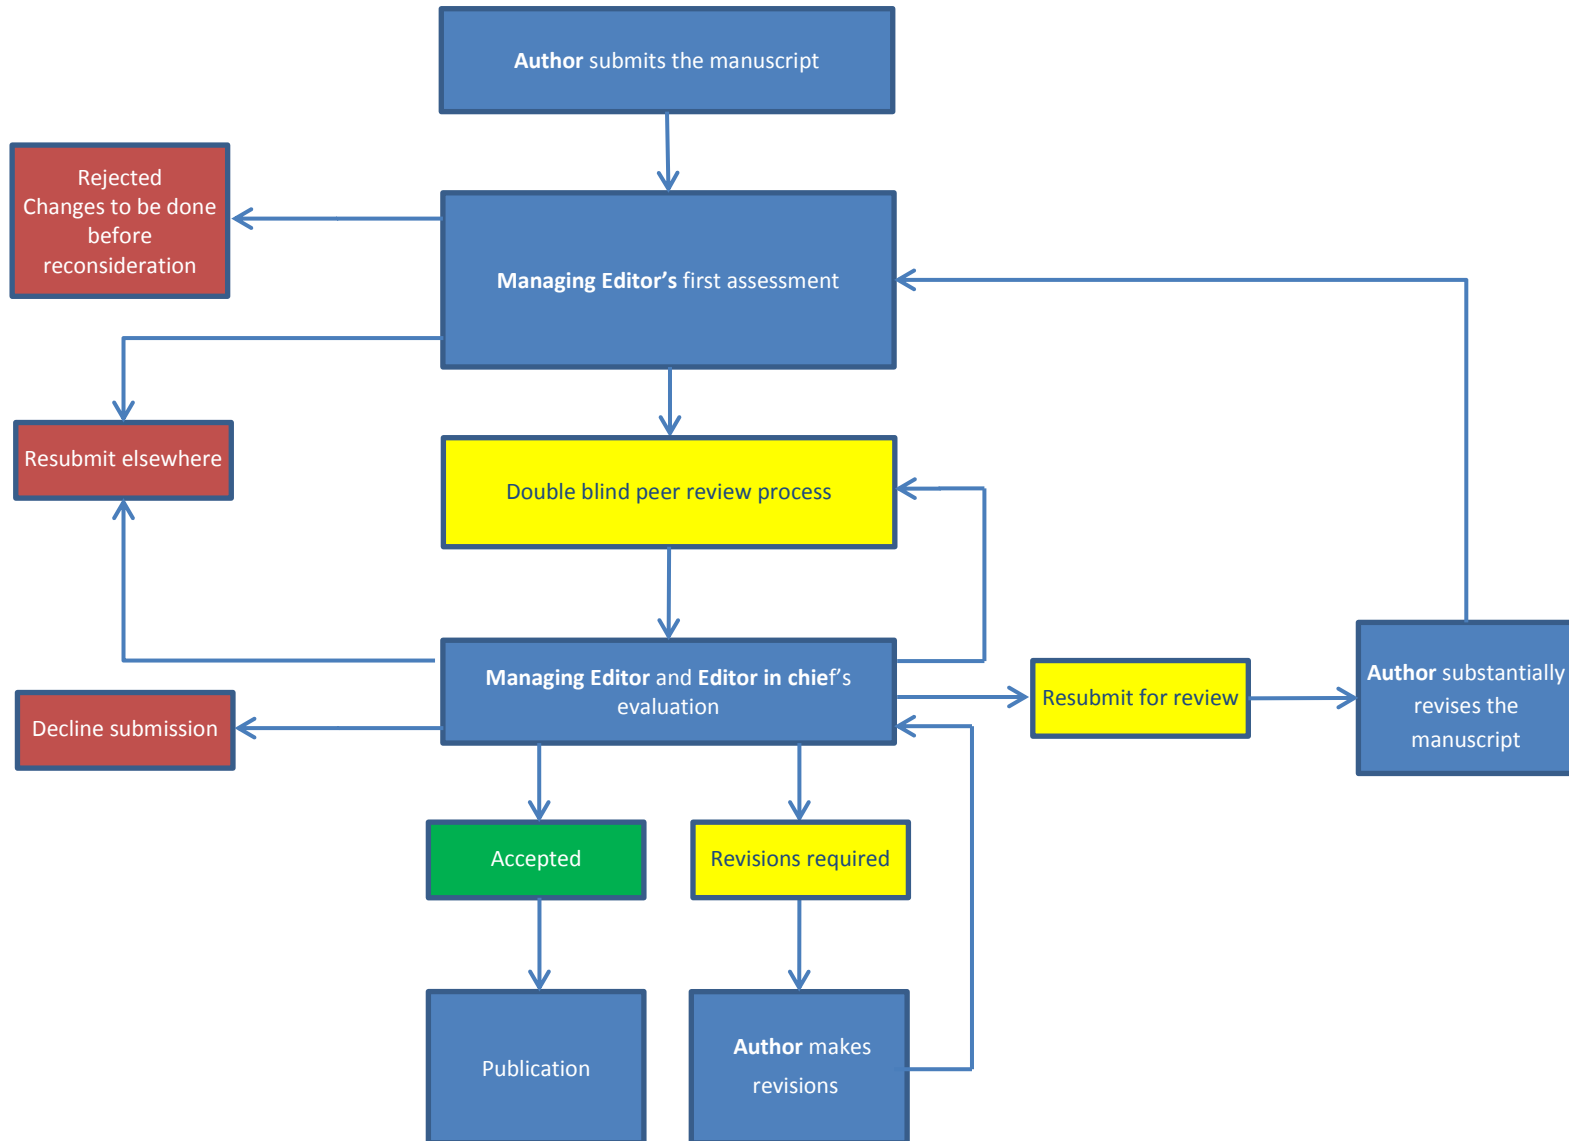 Author submits the manuscript
Rejected
Changes to be done
before
reconsideration
Managing Editor’s first assessment
Resubmit elsewhere
Double blind peer review process
Managing Editor and Editor in chief’s
evaluation
Resubmit for review
Author substantially
revises the
manuscript
Decline submission
Accepted
Revisions required
Publication
Author makes
revisions